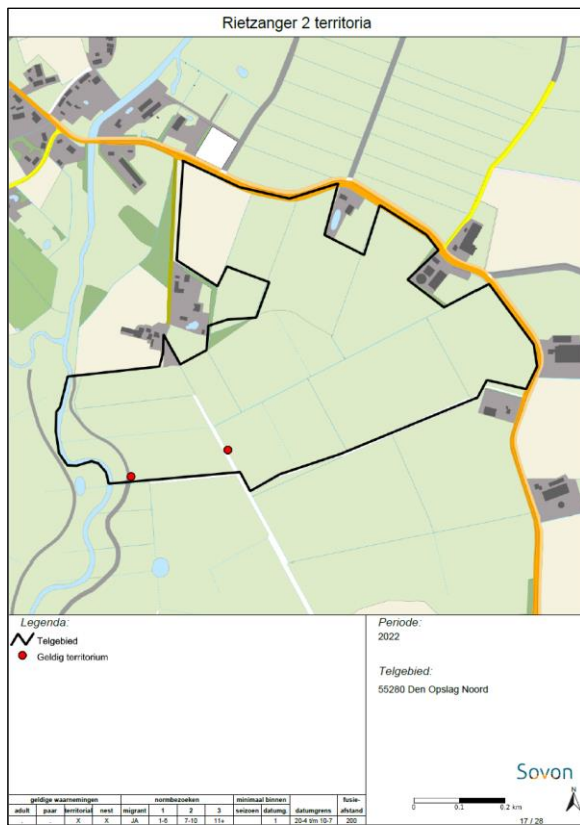 Rietzanger 2 territoria
Legenda:
Telgebied
Geldig territorium
Periode:
2022
Telgebied:
55280 Den Opslag Noord
Sovon
0 0.1 0.2 km
N
17 / 28
geldige waarnemingen normbezoeken minimaal binnen fusie-
adult paar territorial nest migrant 1 2 3 seizoen datumg. datumgrens afstand
. . X X JA 1-6 7-10 11+ . 1 20-4 t/m 10-7 200